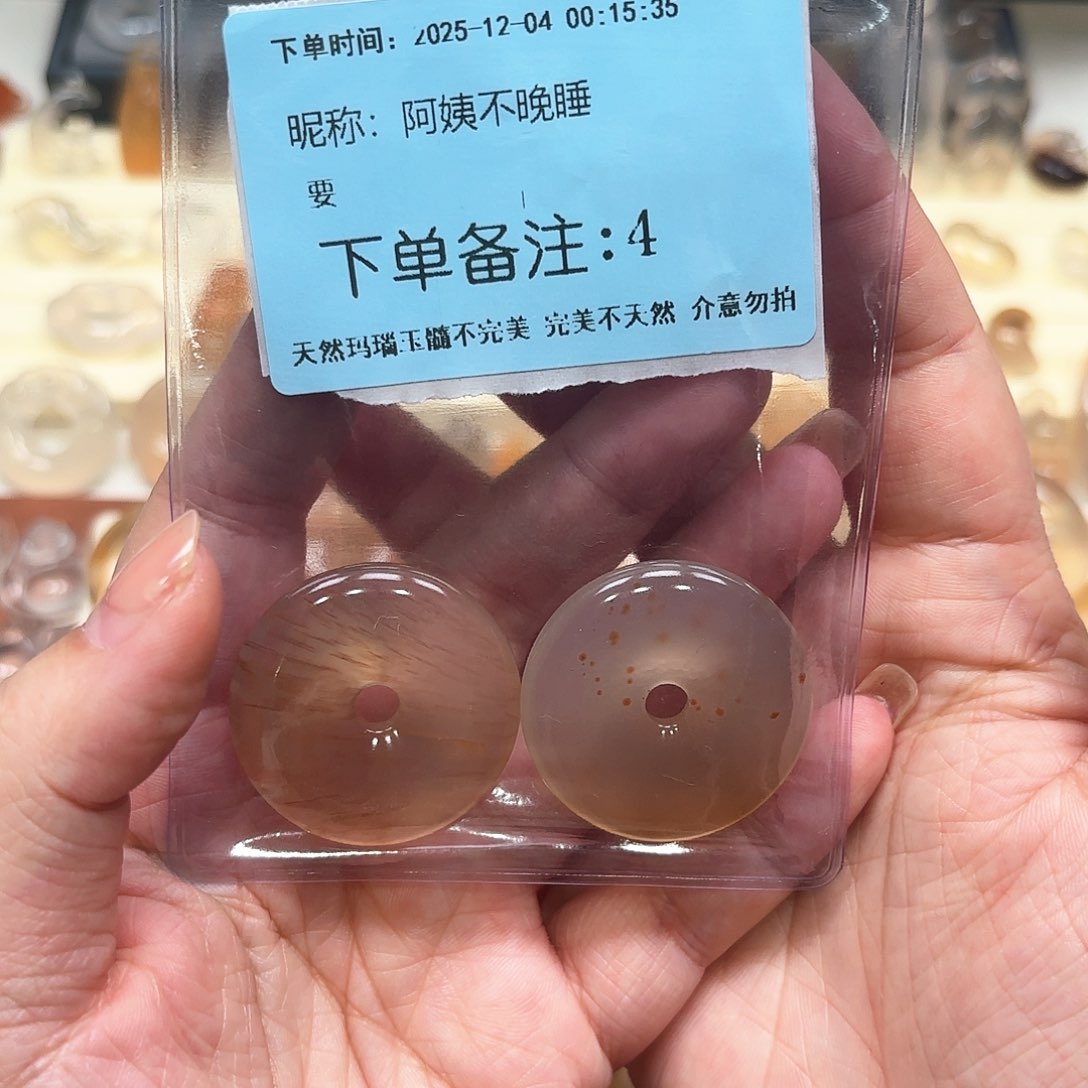 下单时间：2025-12-04 00:15:35
昵称：阿姨不晚睡
要
下单备注:4
天然玛瑙玉髓不完美 完美不天然 介意勿拍